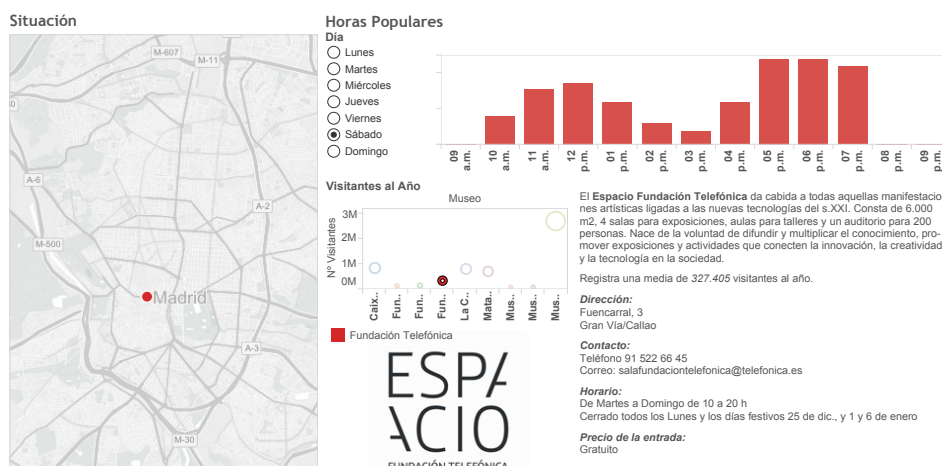 Situación
M-607
M-11
A-6
A-2
M-500
Madrid
A-3
M-30
Horas Populares
Día
Lunes
Martes
Miércoles
Jueves
Viernes
Sábado
Domingo
09 a.m.
10 a.m.
11 a.m.
12 p.m.
01 p.m.
02 p.m.
03 p.m.
04 p.m.
05 p.m.
06 p.m.
07 p.m.
08 p.m.
09 p.m.
Visitantes al Año
Museo
Nº Visitantes
3M
2M
1M
0M
Caix..
Fun..
Fun..
Fun..
La C..
Mata..
Mus..
Mus..
Mus..
Fundación Telefónica
ESPA
ACIO
FUNDACIÓN TELEFÓNICA
El Espacio Fundación Telefónica da cabida a todas aquellas manifestacio
nes artísticas ligadas a las nuevas tecnologías del s.XXI. Consta de 6.000
m2, 4 salas para exposiciones, aulas para talleres y un auditorio para 200
personas. Nace de la voluntad de difundir y multiplicar el conocimiento, pro-
mover exposiciones y actividades que conecten la innovación, la creatividad
y la tecnología en la sociedad.
Registra una media de 327.405 visitantes al año.
Dirección:
Fuencarral, 3
Gran Vía/Callao
Contacto:
Teléfono 91 522 66 45
Correo: salafundaciontelefonica@telefonica.es
Horario:
De Martes a Domingo de 10 a 20 h
Cerrado todos los Lunes y los días festivos 25 de dic., y 1 y 6 de enero
Precio de la entrada:
Gratuito